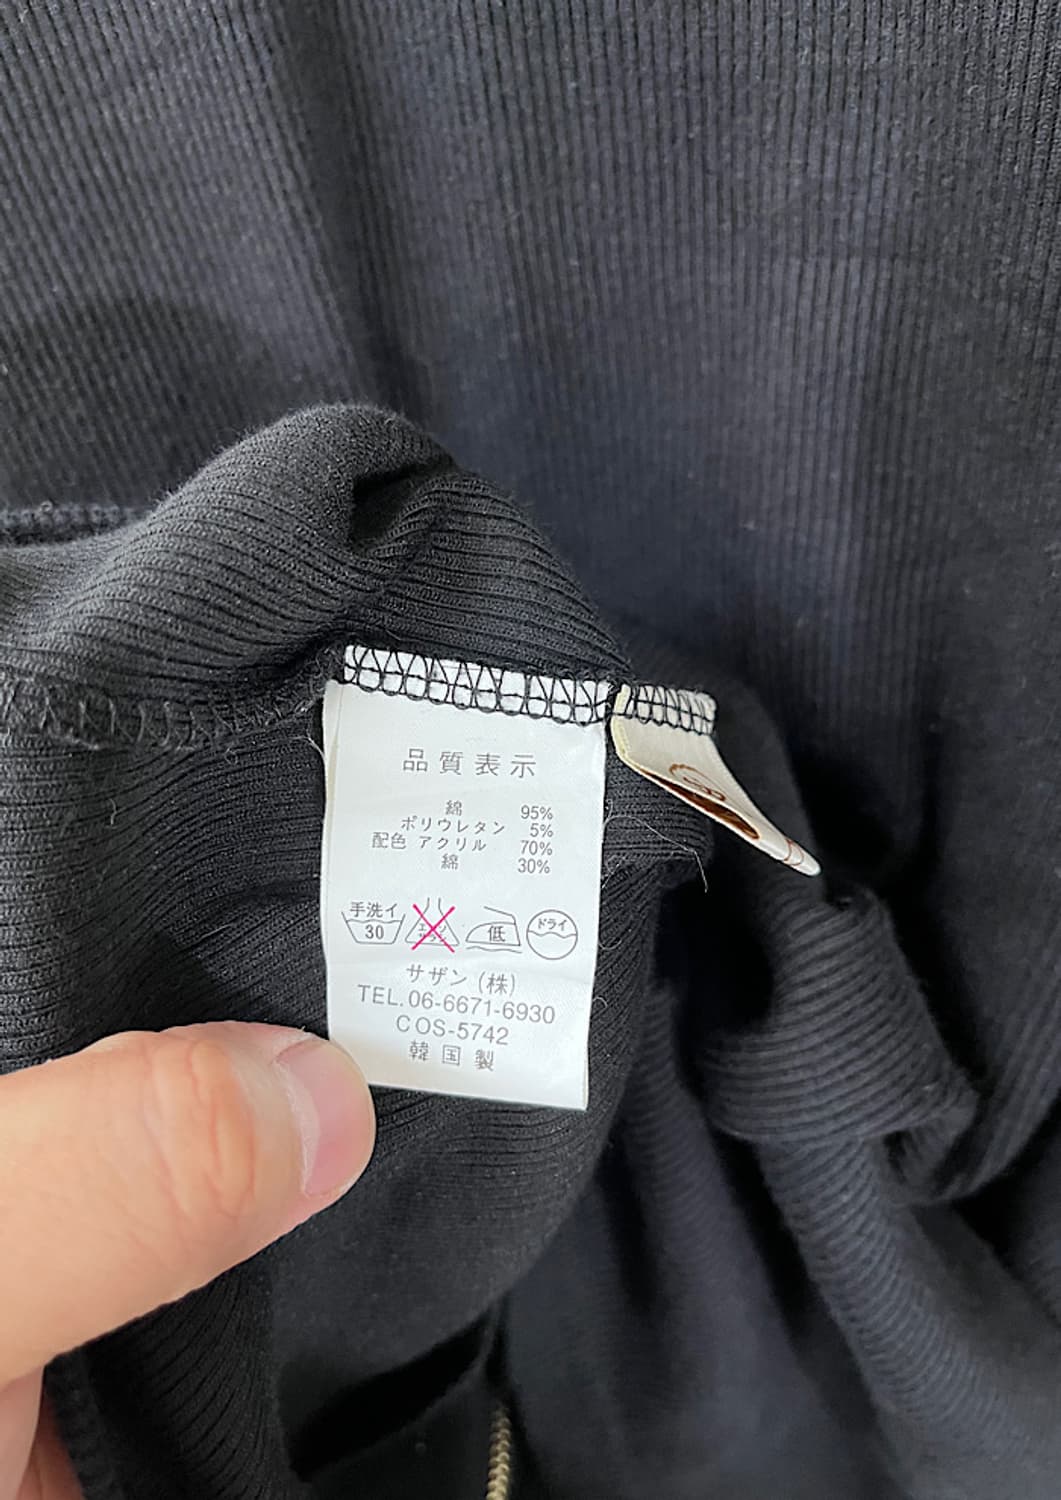 品質表示
綿 95%
ポリウレタン 5%
配色 アクリル 70%
綿 30%
手洗イ 30 低 ドライ
サザン(株)
TEL.06-6671-6930
COS-5742
韓国製